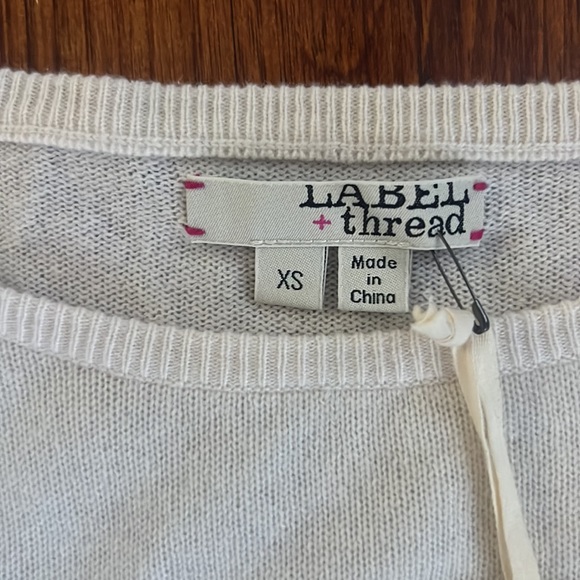 LABEL
+ thread
XS
Made
in
China